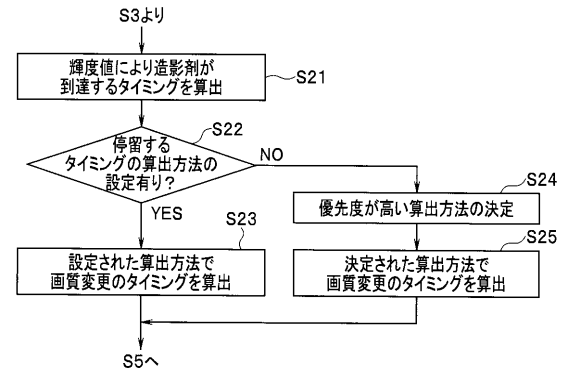 S3より
輝度値により造影剤が
到達するタイミングを算出
S21
停留する
タイミングの算出方法の
設定有り?
S22
NO
YES
S24
優先度が高い算出方法の決定
S23
設定された算出方法で
画質変更のタイミングを算出
S25
決定された算出方法で
画質変更のタイミングを算出
S5へ